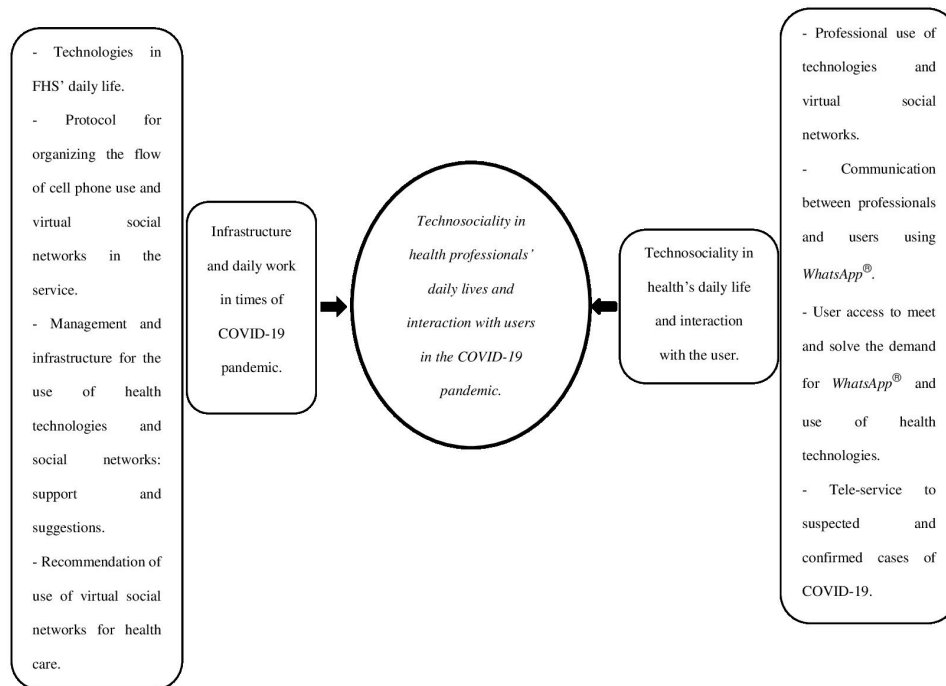 - Technologies in
FHS’ daily life.
- Protocol for
organizing the flow
of cell phone use and
virtual social
networks in the
service.
- Management and
infrastructure for the
use of health
technologies and
social networks:
support and
suggestions.
- Recommendation of
use of virtual social
networks for health
care.
Infrastructure
and daily work
in times of
COVID-19
pandemic.
Technosociality in
health professionals’
daily lives and
interaction with users
in the COVID-19
pandemic.
Technosociality in
health’s daily life
and interaction
with the user.
- Professional use of
technologies and
virtual social
networks.
- Communication
between professionals
and users using
WhatsApp®.
- User access to meet
and solve the demand
for WhatsApp® and
use of health
technologies.
- Tele-service to
suspected and
confirmed cases of
COVID-19.